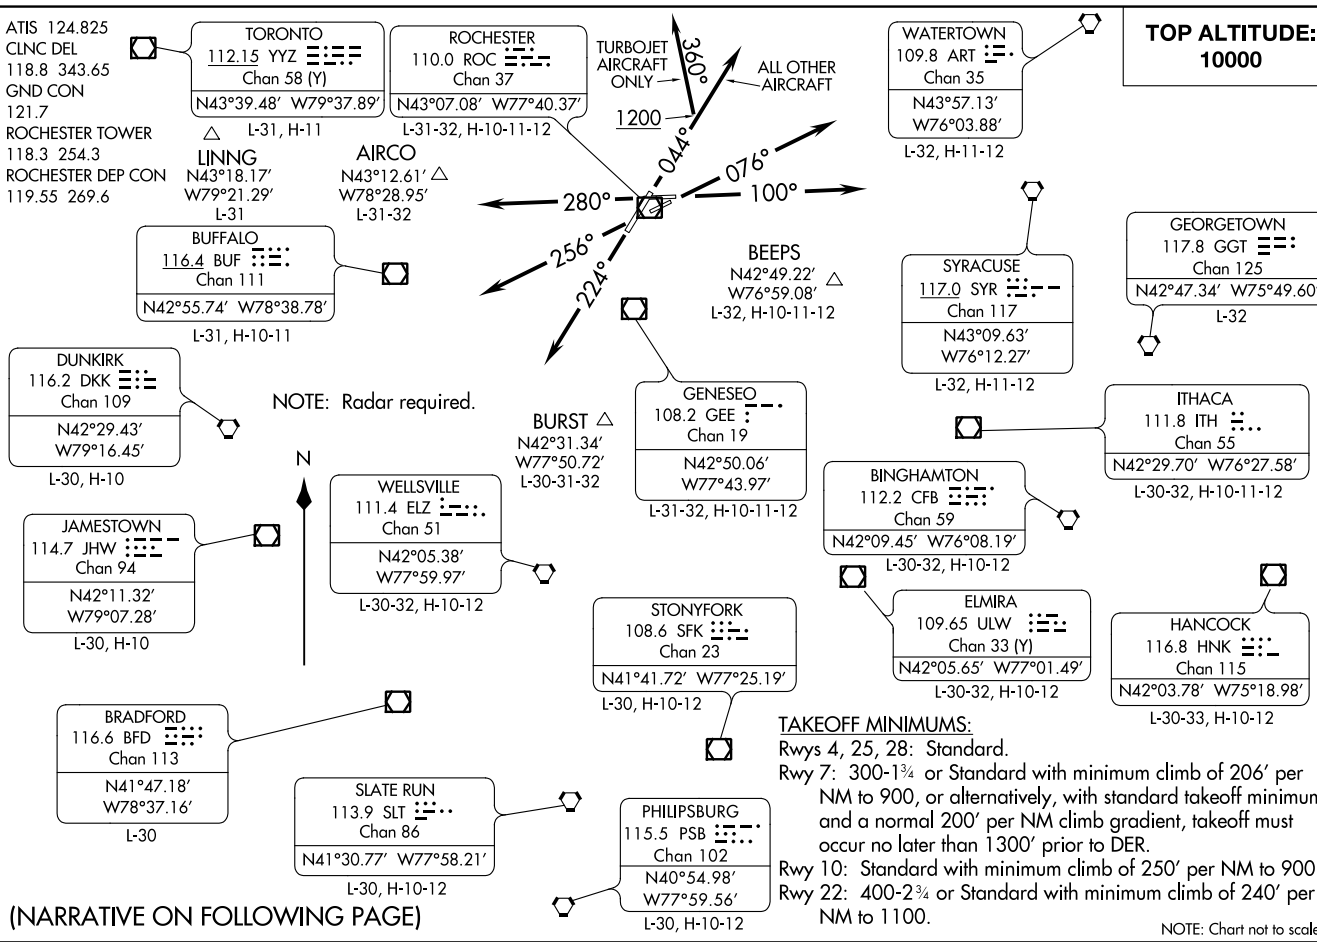 ATIS 124.825
CLNC DEL
118.8 343.65
GND CON
121.7
ROCHESTER TOWER
118.3 254.3
ROCHESTER DEP CON
119.55 269.6
TORONTO
112.15 YYZ
Chan 58 (Y)
N43°39.48' W79°37.89'
L-31, H-11
ROCHESTER
110.0 ROC
Chan 37
N43°07.08' W77°40.37'
L-31-32, H-10-11-12
TURBOJET
AIRCRAFT
ONLY
360°
ALL OTHER
AIRCRAFT
1200
044°
076°
100°
280°
256°
224°
WATERTOWN
109.8 ART
Chan 35
N43°57.13'
W76°03.88'
L-32, H-11-12
TOP ALTITUDE:
10000
LINNG
N43°18.17'
W79°21.29'
L-31
AIRCO
N43°12.61'
W78°28.95'
L-31-32
BUFFALO
116.4 BUF
Chan 111
N42°55.74' W78°38.78'
L-31, H-10-11
BEEPS
N42°49.22'
W76°59.08'
L-32, H-10-11-12
SYRACUSE
117.0 SYR
Chan 117
N43°09.63'
W76°12.27'
L-32, H-11-12
GEORGETOWN
117.8 GGT
Chan 125
N42°47.34' W75°49.60'
L-32
DUNKIRK
116.2 DKK
Chan 109
N42°29.43'
W79°16.45'
L-30, H-10
NOTE: Radar required.
N
BURST
N42°31.34'
W77°50.72'
L-30-31-32
GENESEO
108.2 GEE
Chan 19
N42°50.06'
W77°43.97'
L-31-32, H-10-11-12
ITHACA
111.8 ITH
Chan 55
N42°29.70' W76°27.58'
L-30-32, H-10-11-12
WELLSVILLE
111.4 ELZ
Chan 51
N42°05.38'
W77°59.97'
L-30-32, H-10-12
BINGHAMTON
112.2 CFB
Chan 59
N42°09.45' W76°08.19'
L-30-32, H-10-12
JAMESTOWN
114.7 JHW
Chan 94
N42°11.32'
W79°07.28'
L-30, H-10
STONYFORK
108.6 SFK
Chan 23
N41°41.72' W77°25.19'
L-30, H-10-12
ELMIRA
109.65 ULW
Chan 33 (Y)
N42°05.65' W77°01.49'
L-30-32, H-10-12
HANCOCK
116.8 HNK
Chan 115
N42°03.78' W75°18.98'
L-30-33, H-10-12
BRADFORD
116.6 BFD
Chan 113
N41°47.18'
W78°37.16'
L-30
SLATE RUN
113.9 SLT
Chan 86
N41°30.77' W77°58.21'
L-30, H-10-12
PHILIPSBURG
115.5 PSB
Chan 102
N40°54.98'
W77°59.56'
L-30, H-10-12
TAKEOFF MINIMUMS:
Rwys 4, 25, 28: Standard.
Rwy 7: 300-1¾ or Standard with minimum climb of 206' per
NM to 900, or alternatively, with standard takeoff minimum
and a normal 200' per NM climb gradient, takeoff must
occur no later than 1300' prior to DER.
Rwy 10: Standard with minimum climb of 250' per NM to 900
Rwy 22: 400-2¾ or Standard with minimum climb of 240' per
NM to 1100.
(NARRATIVE ON FOLLOWING PAGE)
NOTE: Chart not to scale